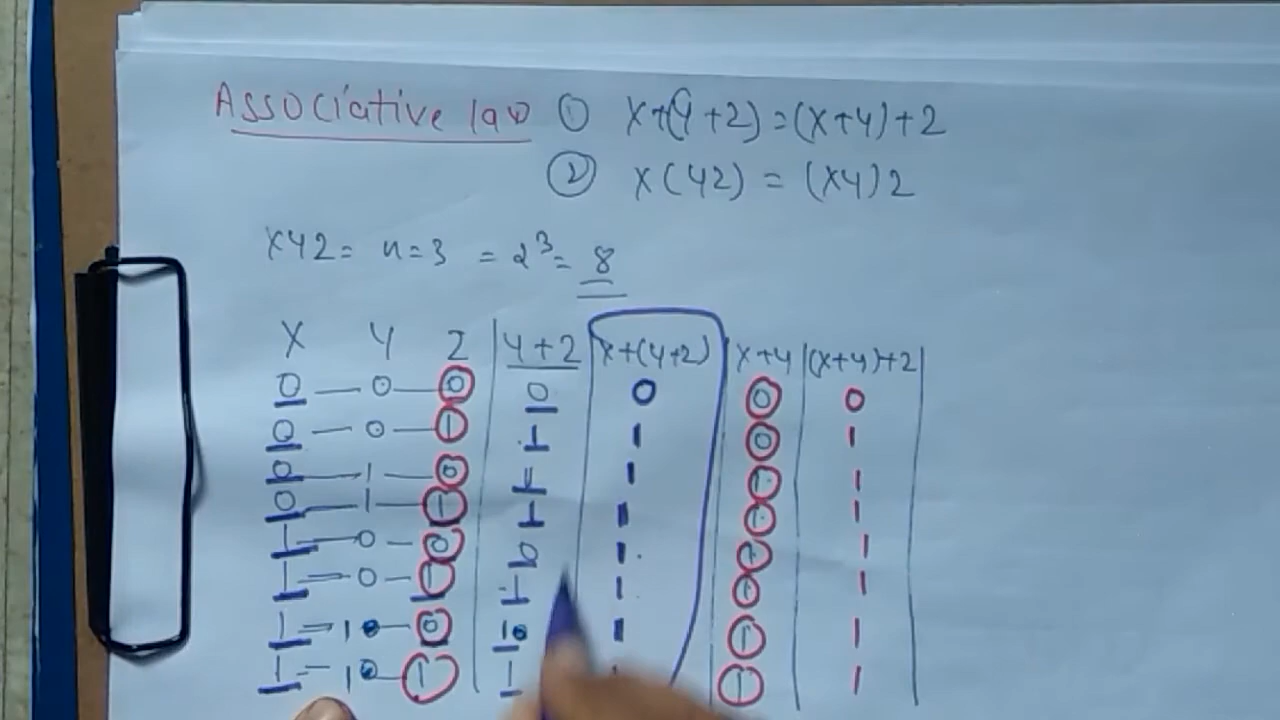 Associative law ① x+(y+z)=(x+y)+z
② x(yz) = (xy)z
xyz = n=3 = 2³ = 8
x y z y+z x+(y+z) x+y (x+y)+z
0 0 0 0 0 0 0
0 0 1 1 1 0 1
0 1 0 1 1 1 1
0 1 1 1 1 1 1
1 0 0 0 1 1 1
1 0 1 1 1 1 1
1 1 0 1 1 1 1
1 1 1 1 1 1 1